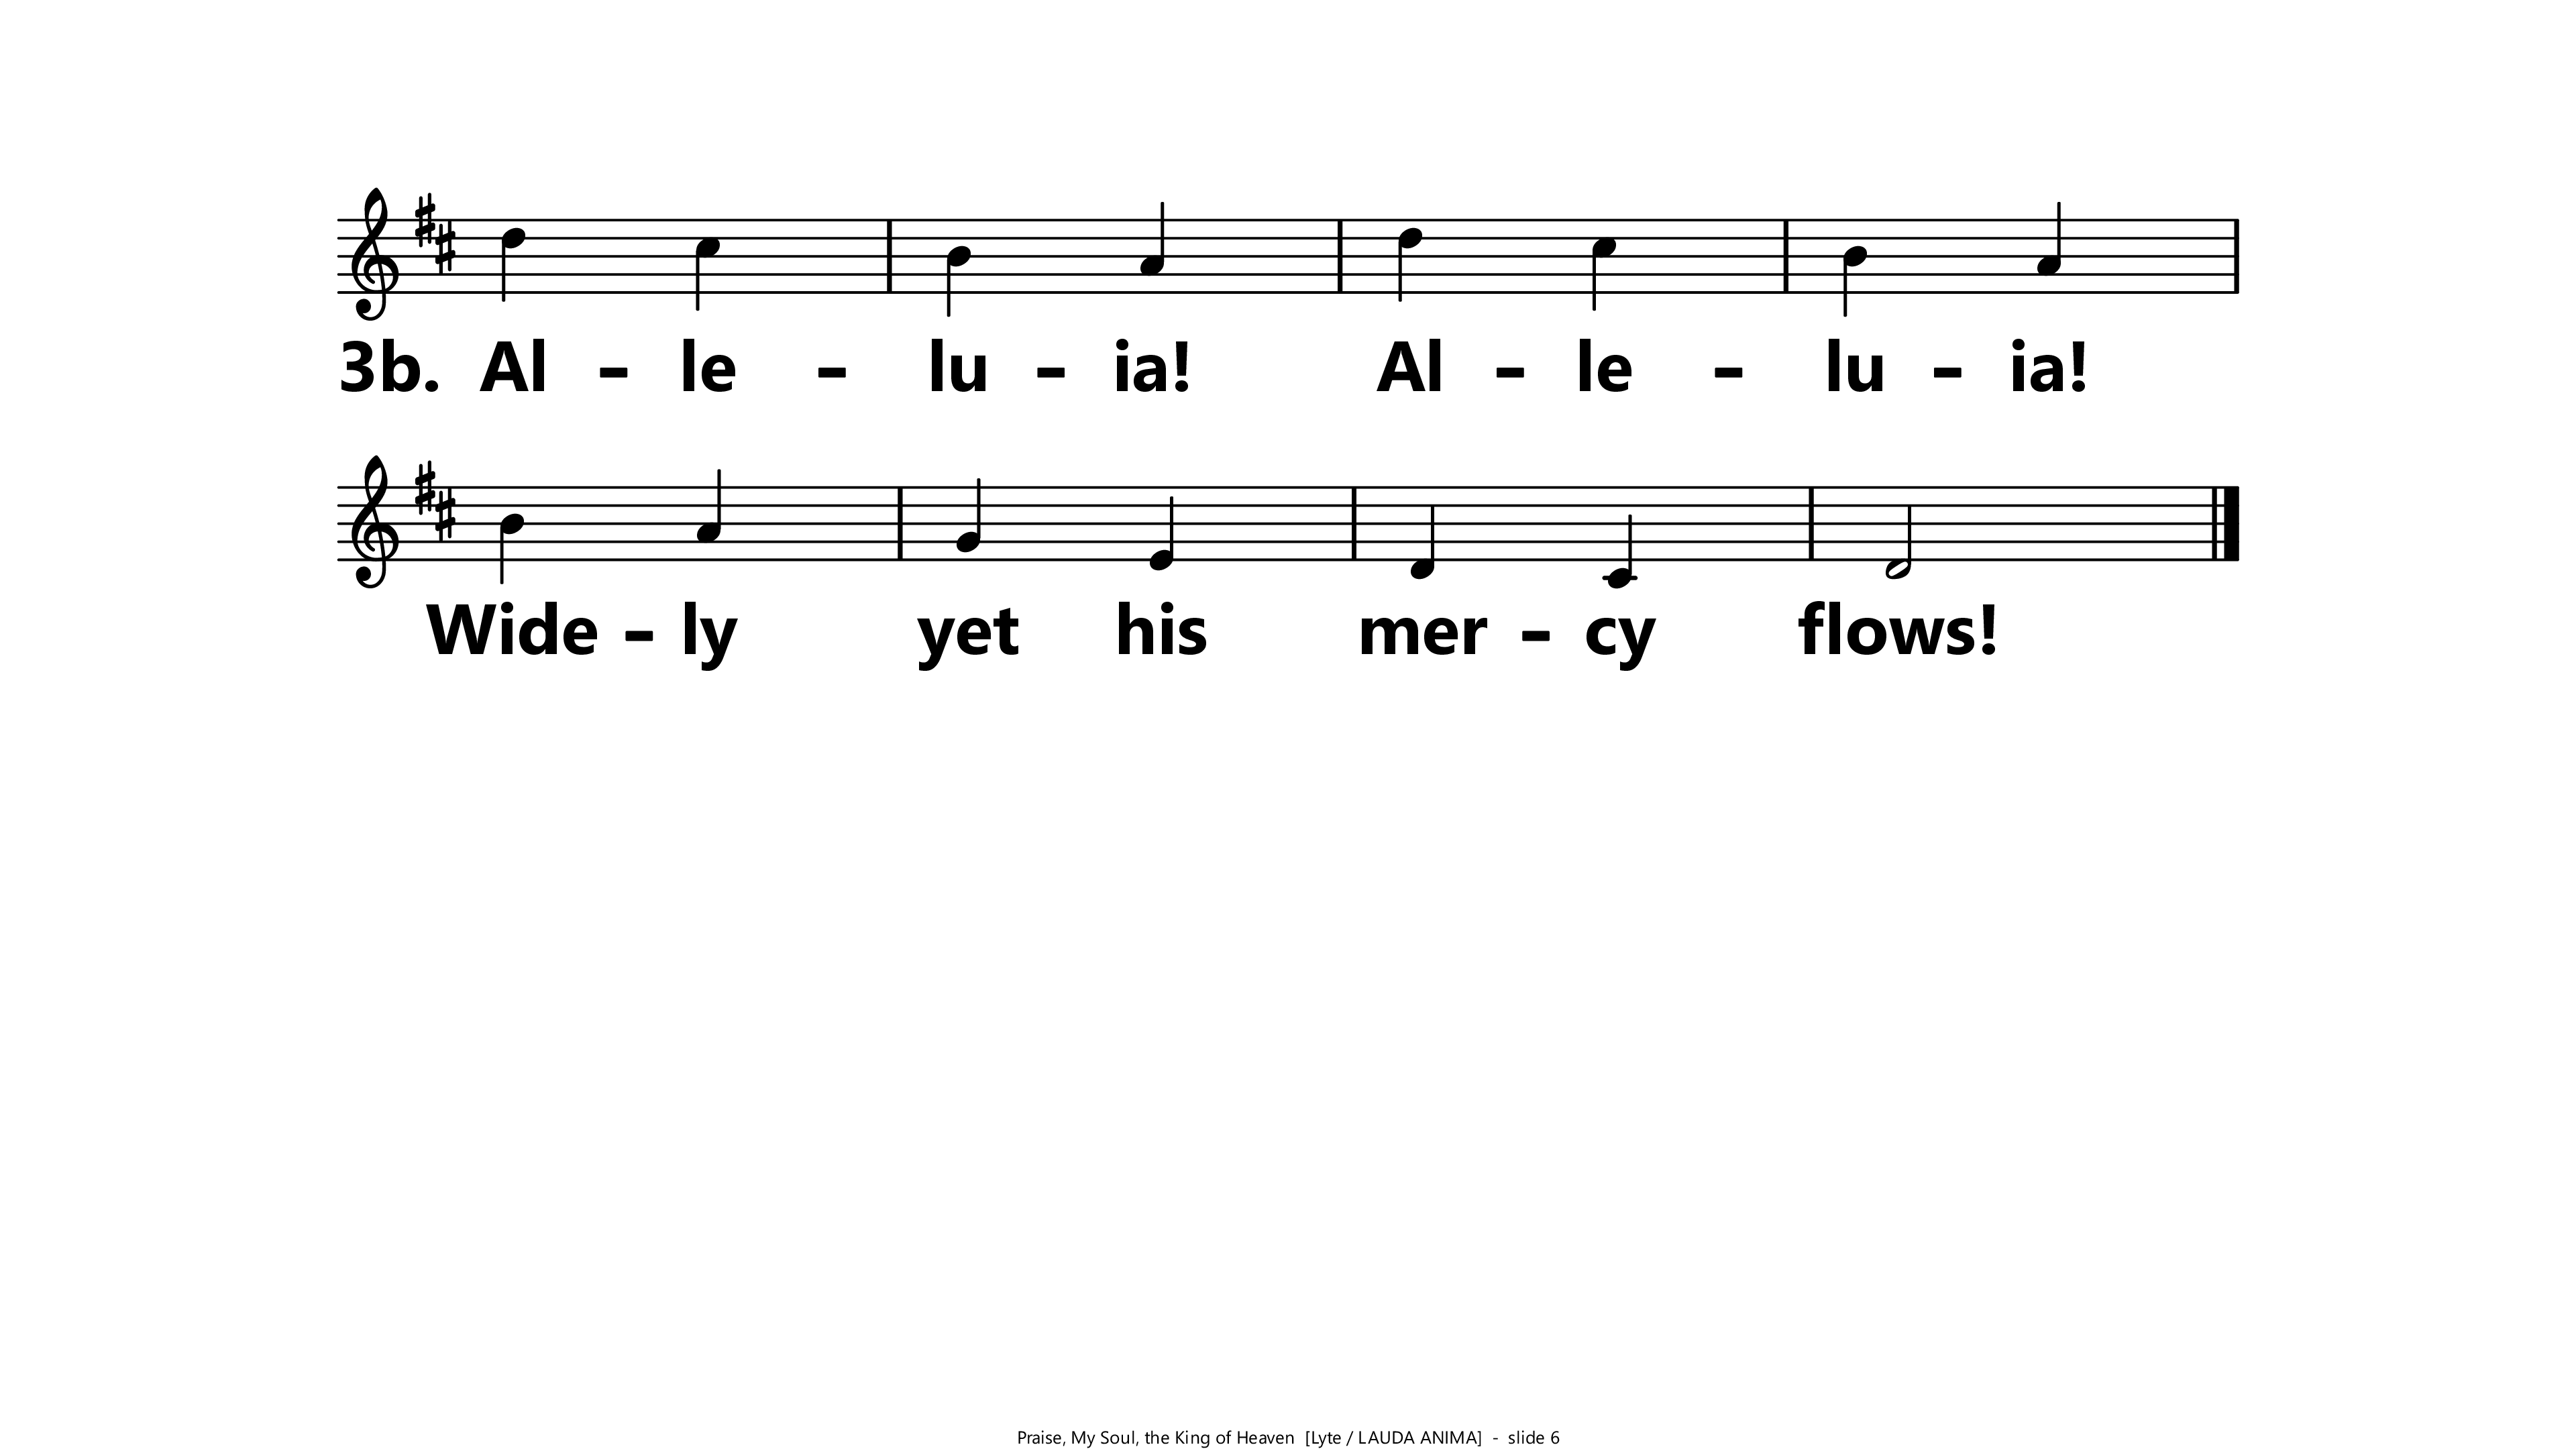 3b. Al – le – lu – ia! Al – le – lu – ia!
Wide – ly yet his mer – cy flows!
Praise, My Soul, the King of Heaven [Lyte / LAUDA ANIMA] - slide 6